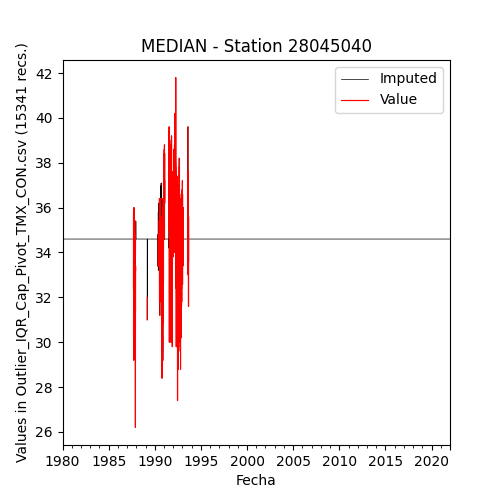 MEDIAN - Station 28045040
Values in Outlier_IQR_Cap_Pivot_TMX_CON.csv (15341 recs.)
42
40
38
36
34
32
30
28
26
Imputed
Value
1980 1985 1990 1995 2000 2005 2010 2015 2020
Fecha